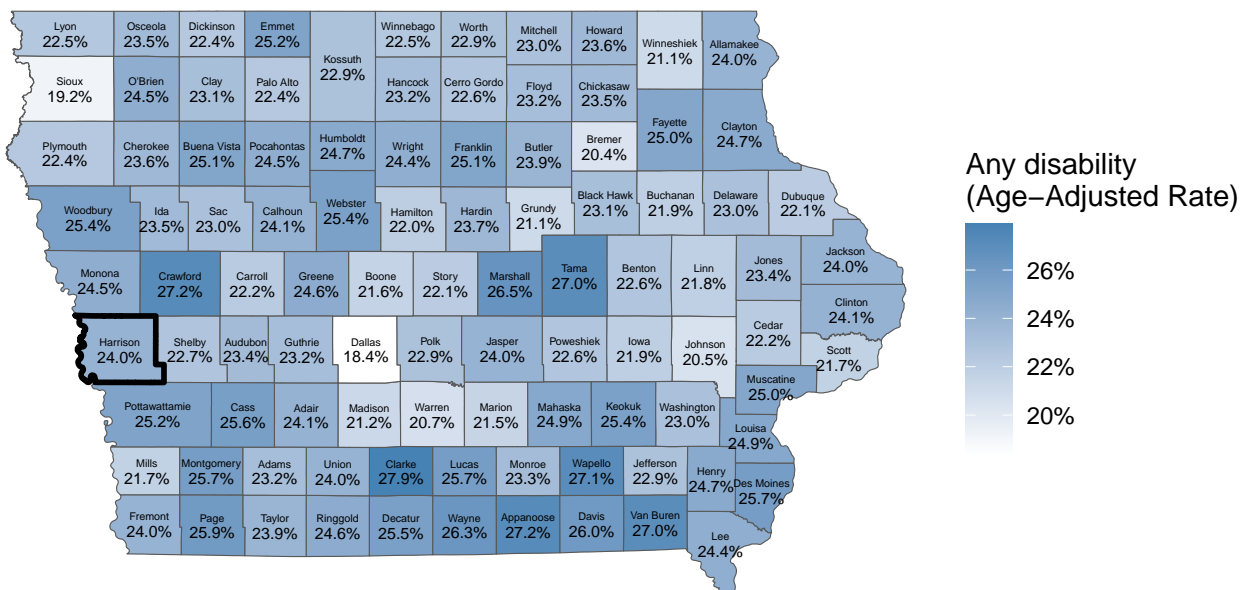 Lyon
22.5%
Osceola
23.5%
Dickinson
22.4%
Emmet
25.2%
Kossuth
22.9%
Winnebago
22.5%
Worth
22.9%
Mitchell
23.0%
Howard
23.6%
Winneshiek
21.1%
Allamakee
24.0%
Sioux
19.2%
O'Brien
24.5%
Clay
23.1%
Palo Alto
22.4%
Hancock
23.2%
Cerro Gordo
22.6%
Floyd
23.2%
Chickasaw
23.5%
Fayette
25.0%
Clayton
24.7%
Plymouth
22.4%
Cherokee
23.6%
Buena Vista
25.1%
Pocahontas
24.5%
Humboldt
24.7%
Wright
24.4%
Franklin
25.1%
Butler
23.9%
Bremer
20.4%
Woodbury
25.4%
Ida
23.5%
Sac
23.0%
Calhoun
24.1%
Webster
25.4%
Hamilton
22.0%
Hardin
23.7%
Grundy
21.1%
Black Hawk
23.1%
Buchanan
21.9%
Delaware
23.0%
Dubuque
22.1%
Monona
24.5%
Crawford
27.2%
Carroll
22.2%
Greene
24.6%
Boone
21.6%
Story
22.1%
Marshall
26.5%
Tama
27.0%
Benton
22.6%
Linn
21.8%
Jones
23.4%
Jackson
24.0%
Clinton
24.1%
Harrison
24.0%
Shelby
22.7%
Audubon
23.4%
Guthrie
23.2%
Dallas
18.4%
Polk
22.9%
Jasper
24.0%
Poweshiek
22.6%
Iowa
21.9%
Johnson
20.5%
Cedar
22.2%
Scott
21.7%
Muscatine
25.0%
Pottawattamie
25.2%
Cass
25.6%
Adair
24.1%
Madison
21.2%
Warren
20.7%
Marion
21.5%
Mahaska
24.9%
Keokuk
25.4%
Washington
23.0%
Louisa
24.9%
Mills
21.7%
Montgomery
25.7%
Adams
23.2%
Union
24.0%
Clarke
27.9%
Lucas
25.7%
Monroe
23.3%
Wapello
27.1%
Jefferson
22.9%
Henry
24.7%
Des Moines
25.7%
Fremont
24.0%
Page
25.9%
Taylor
23.9%
Ringgold
24.6%
Decatur
25.5%
Wayne
26.3%
Appanoose
27.2%
Davis
26.0%
Van Buren
27.0%
Lee
24.4%
Any disability
(Age−Adjusted Rate)
26%
24%
22%
20%